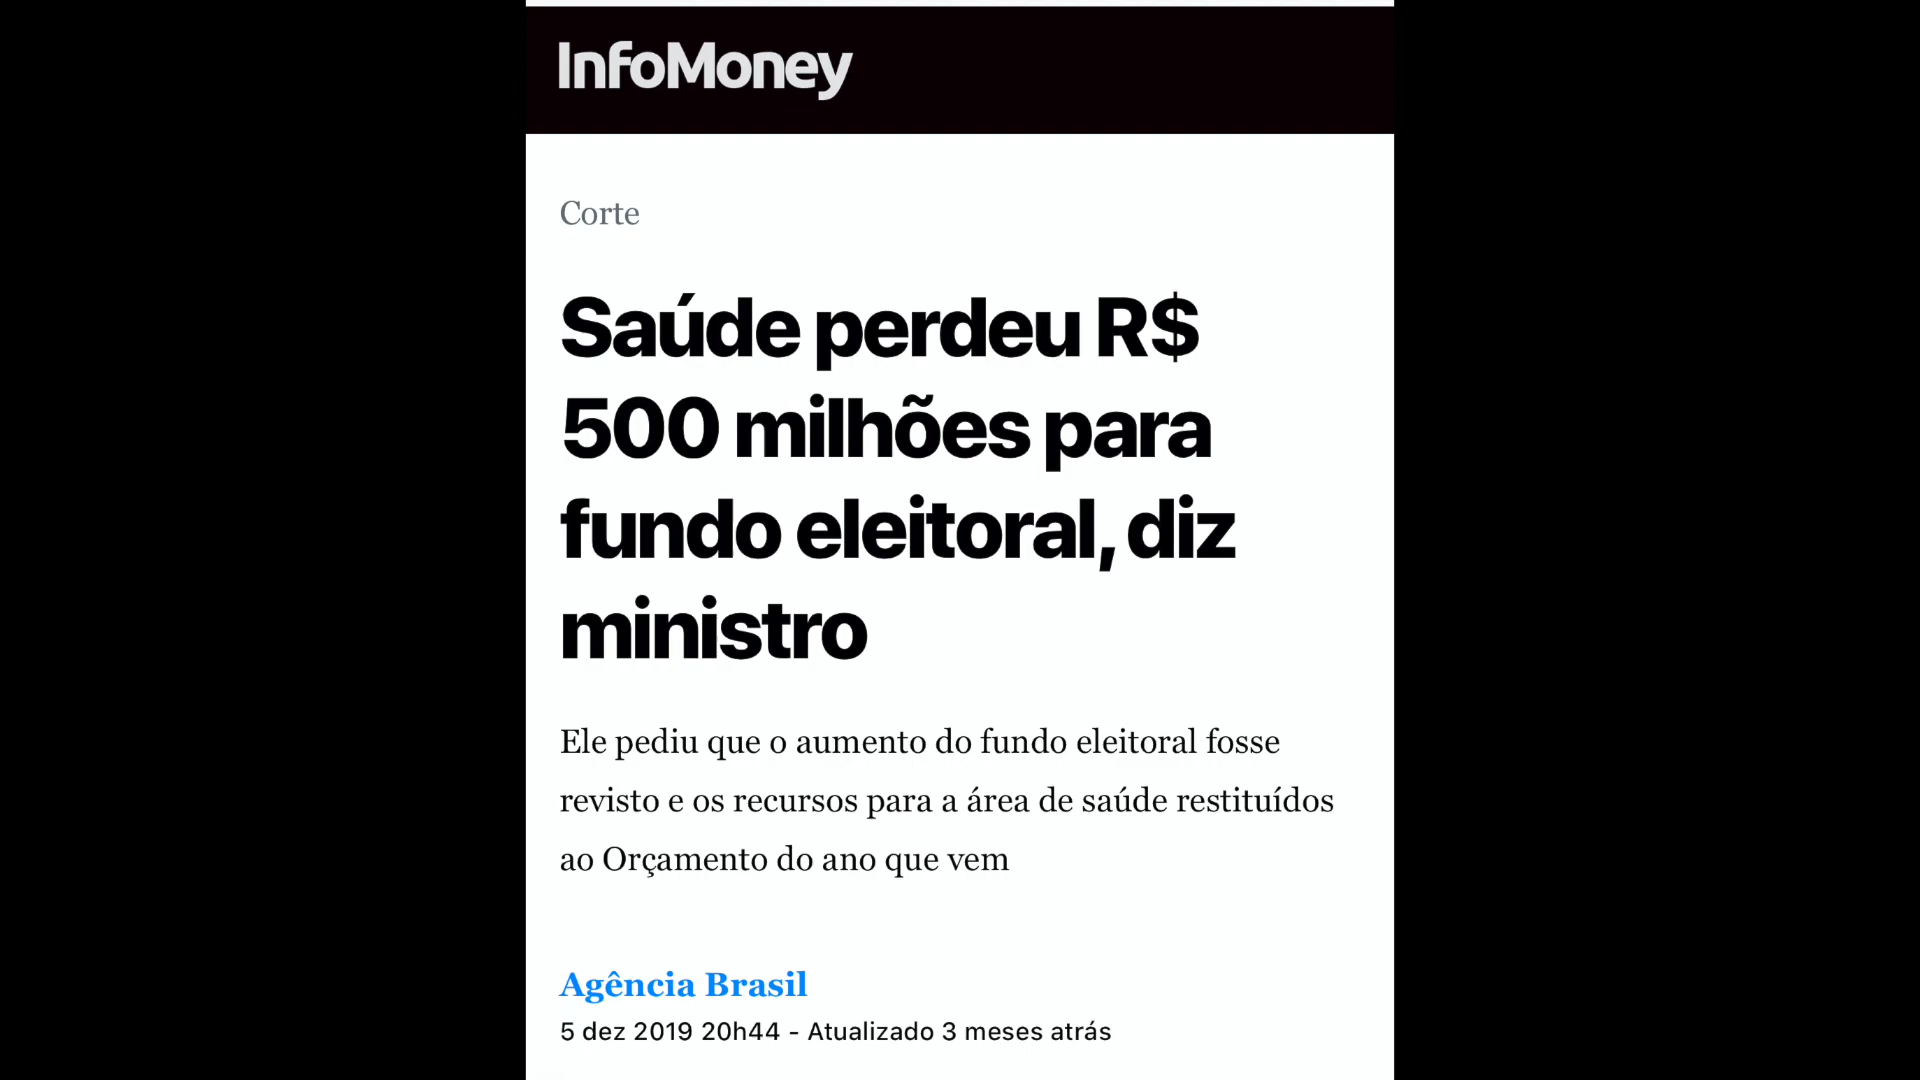 InfoMoney
Corte
Saúde perdeu R$
500 milhões para
fundo eleitoral, diz
ministro
Ele pediu que o aumento do fundo eleitoral fosse
revisto e os recursos para a área de saúde restituídos
ao Orçamento do ano que vem
Agência Brasil
5 dez 2019 20h44 - Atualizado 3 meses atrás